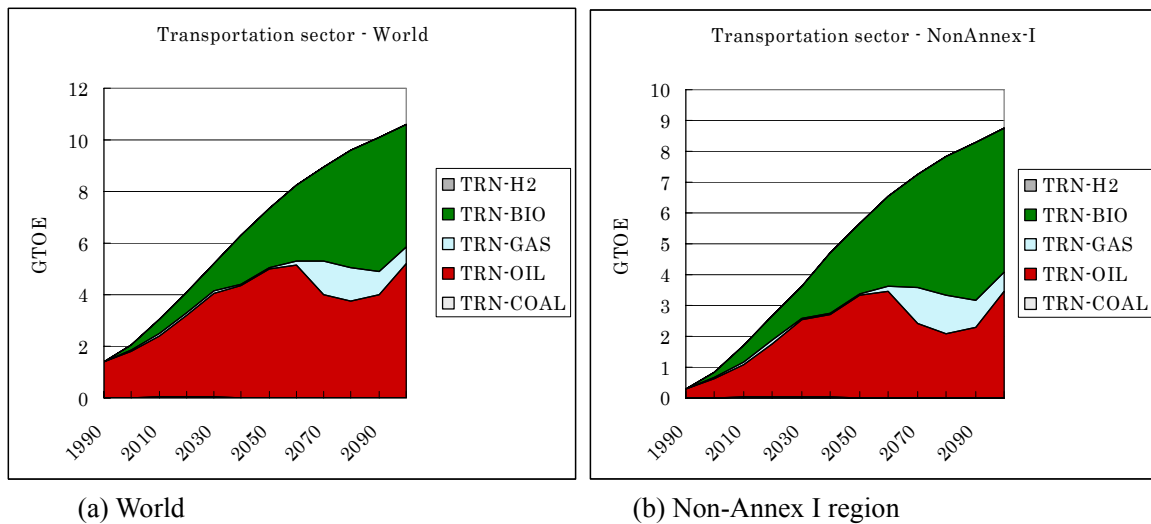 Transportation sector - World
12
10
8
6
4
2
0
GTOE
1990
2010
2030
2050
2070
2090
TRN-H2
TRN-BIO
TRN-GAS
TRN-OIL
TRN-COAL
(a) World
Transportation sector - NonAnnex-I
10
9
8
7
6
5
4
3
2
1
0
GTOE
1990
2010
2030
2050
2070
2090
TRN-H2
TRN-BIO
TRN-GAS
TRN-OIL
TRN-COAL
(b) Non-Annex I region